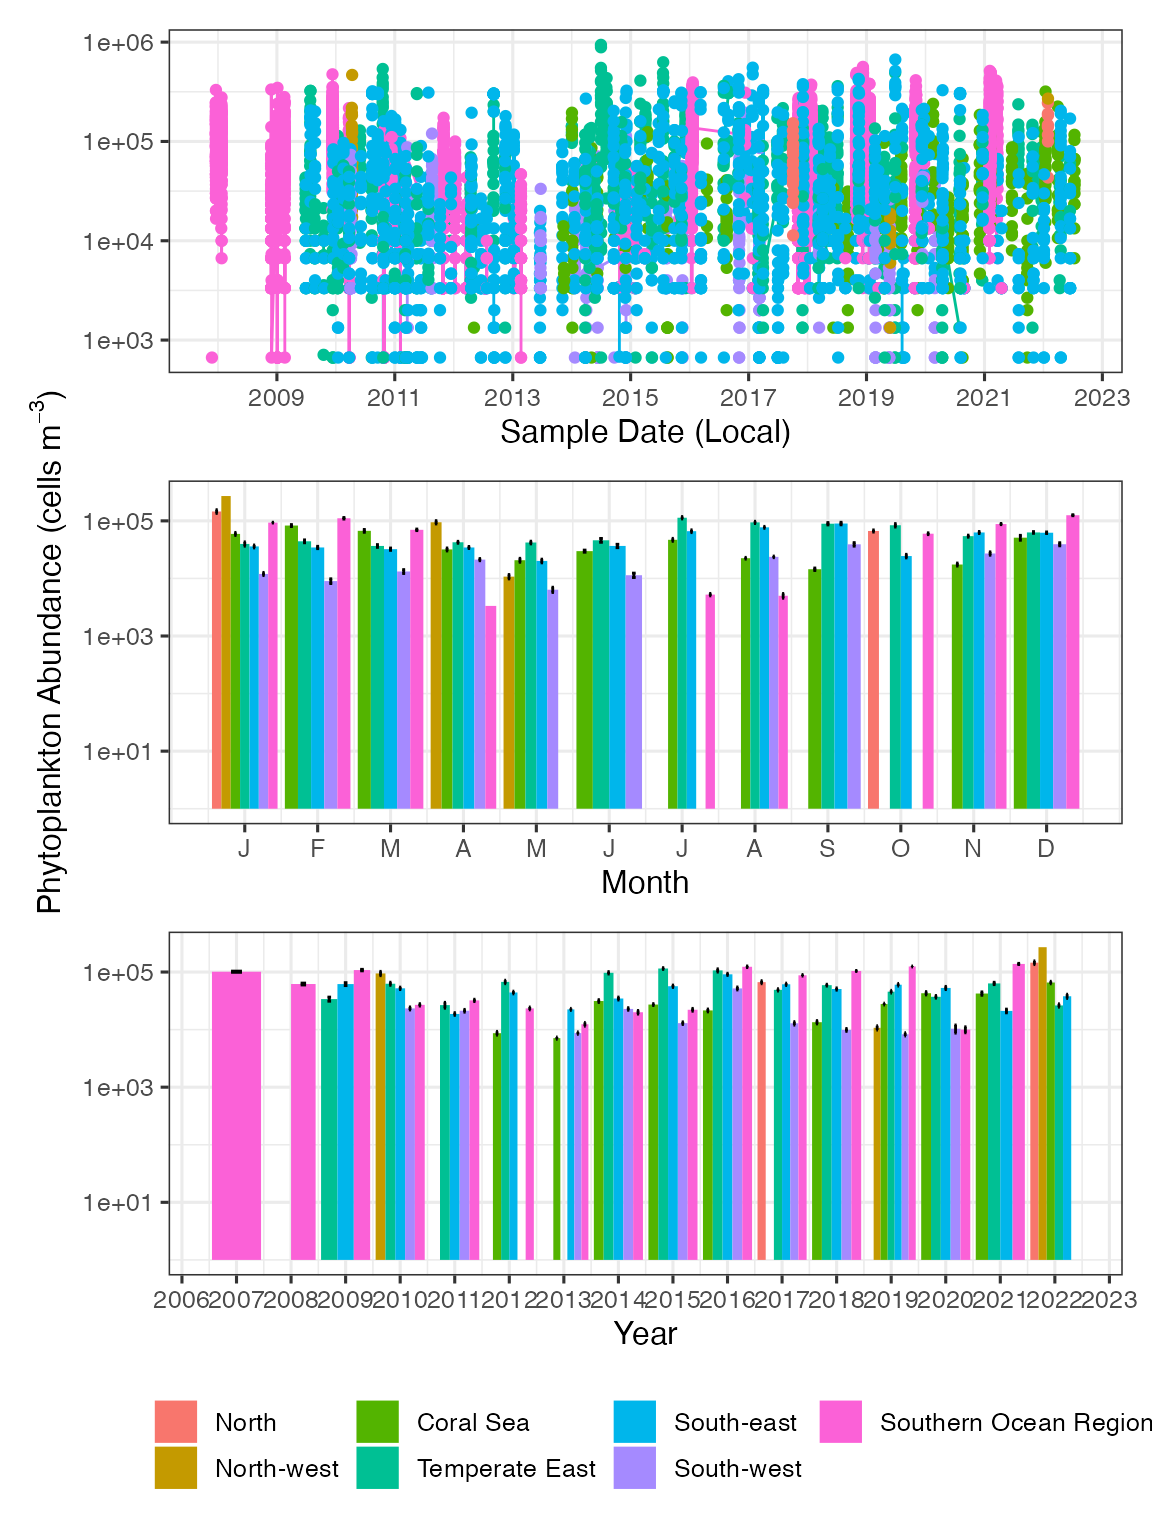 Phytoplankton Abundance (cells m⁻³)
1e+06
1e+05
1e+04
1e+03
2009 2011 2013 2015 2017 2019 2021 2023
Sample Date (Local)
1e+05
1e+03
1e+01
J F M A M J J A S O N D
Month
1e+05
1e+03
1e+01
2006 2007 2008 2009 2010 2011 2012 2013 2014 2015 2016 2017 2018 2019 2020 2021 2022 2023
Year
North Coral Sea South-east Southern Ocean Region
North-west Temperate East South-west